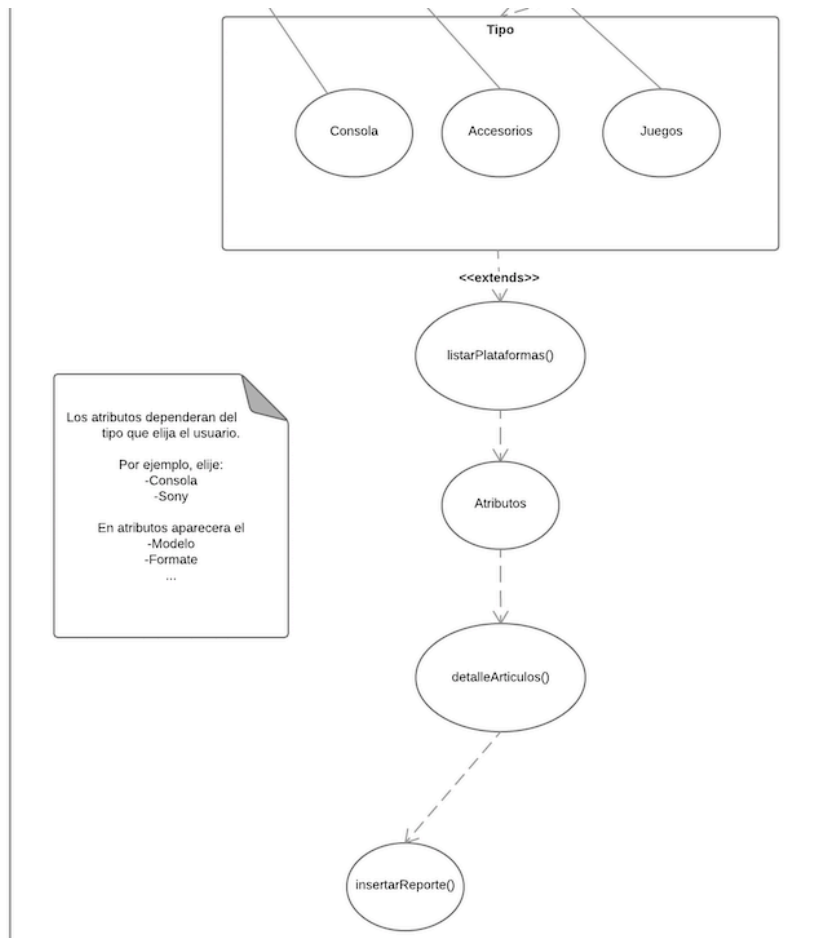 Tipo
Consola
Accesorios
Juegos
<<extends>>
listarPlataformas()
Los atributos dependeran del
tipo que elija el usuario.
Por ejemplo, elije:
-Consola
-Sony
En atributos aparecera el
-Modelo
-Formate
...
Atributos
detalleArticulos()
insertarReporte()